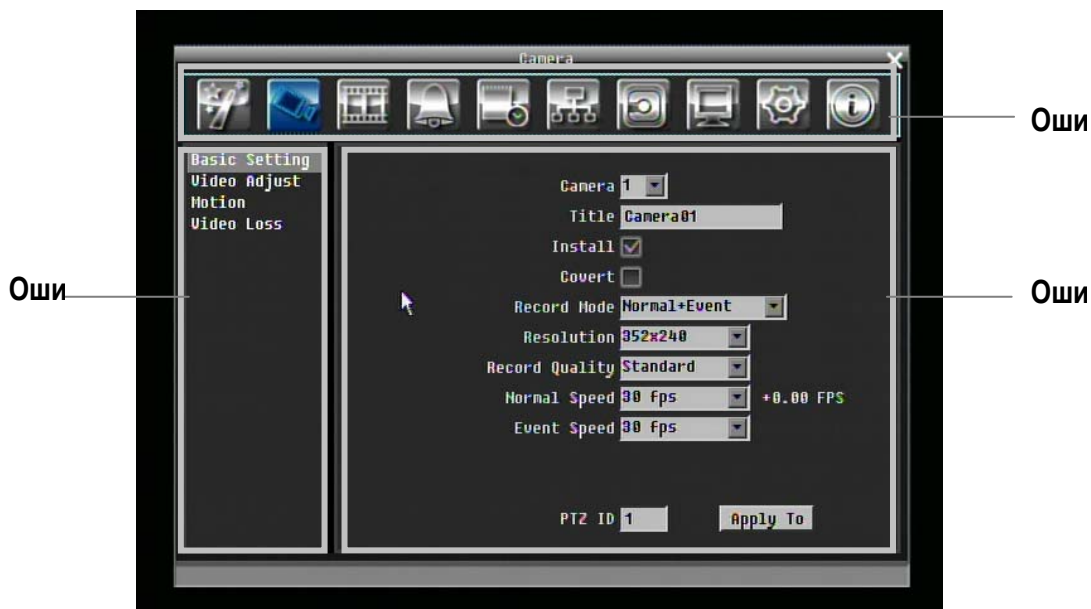 Camera
Оши
Basic Setting
Video Adjust
Motion
Video Loss
Оши
Camera 1
Title Camera01
Install
Covert
Record Mode Normal+Event
Resolution 352x240
Record Quality Standard
Normal Speed 30 fps +0.00 FPS
Event Speed 30 fps
PTZ ID 1 Apply To
Оши